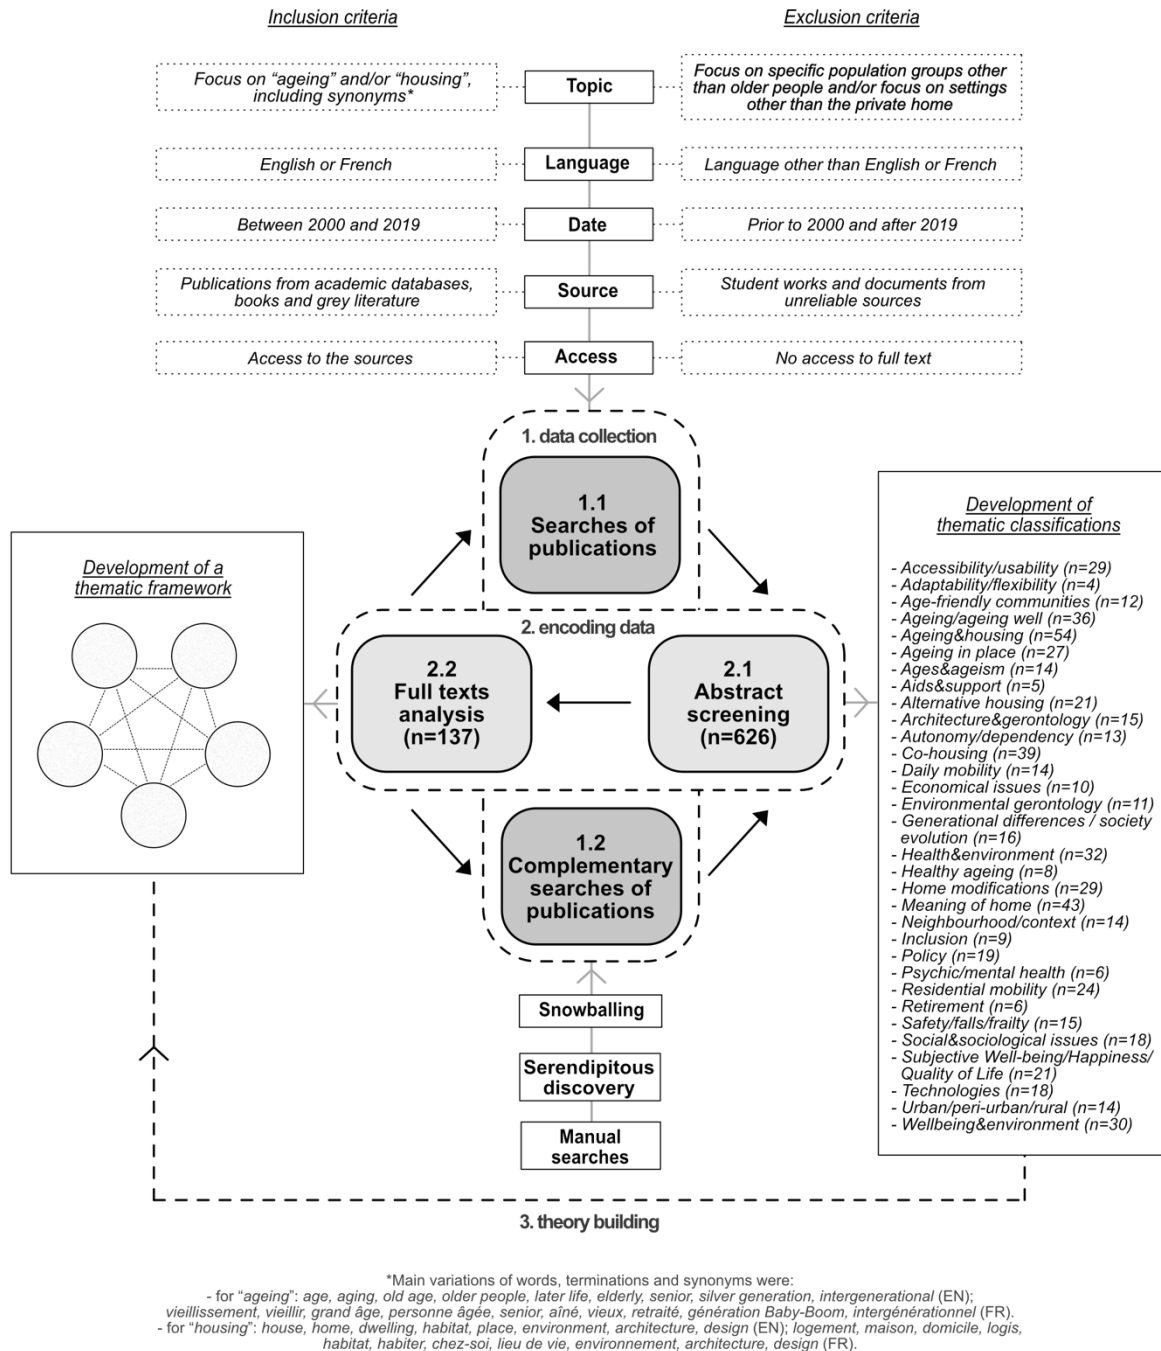 Inclusion criteria
Exclusion criteria
Focus on “ageing” and/or “housing”,
including synonyms*
Topic
Focus on specific population groups other
than older people and/or focus on settings
other than the private home
English or French
Language
Language other than English or French
Between 2000 and 2019
Date
Prior to 2000 and after 2019
Publications from academic databases,
books and grey literature
Source
Student works and documents from
unreliable sources
Access to the sources
Access
No access to full text
1. data collection
1.1
Searches of
publications
Development of a
thematic framework
2. encoding data
2.2
Full texts
analysis
(n=137)
2.1
Abstract
screening
(n=626)
1.2
Complementary
searches of
publications
Snowballing
Serendipitous
discovery
Manual
searches
Development of
thematic classifications
- Accessibility/usability (n=29)
- Adaptability/flexibility (n=4)
- Age-friendly communities (n=12)
- Ageing/ageing well (n=36)
- Ageing&housing (n=54)
- Ageing in place (n=27)
- Ages&ageism (n=14)
- Aids&support (n=5)
- Alternative housing (n=21)
- Architecture&gerontology (n=15)
- Autonomy/dependency (n=13)
- Co-housing (n=39)
- Daily mobility (n=14)
- Economical issues (n=10)
- Environmental gerontology (n=11)
- Generational differences / society
evolution (n=16)
- Health&environment (n=32)
- Healthy ageing (n=8)
- Home modifications (n=29)
- Meaning of home (n=43)
- Neighbourhood/context (n=14)
- Inclusion (n=9)
- Policy (n=19)
- Psychic/mental health (n=6)
- Residential mobility (n=24)
- Retirement (n=6)
- Safety/falls/frailty (n=15)
- Social&sociological issues (n=18)
- Subjective Well-being/Happiness/
Quality of Life (n=21)
- Technologies (n=18)
- Urban/peri-urban/rural (n=14)
- Wellbeing&environment (n=30)
3. theory building
*Main variations of words, terminations and synonyms were:
- for “ageing”: age, aging, old age, older people, later life, elderly, senior, silver generation, intergenerational (EN);
vieillissement, vieillir, grand âge, personne âgée, senior, aîné, vieux, retraité, génération Baby-Boom, intergénérationnel (FR).
- for “housing”: house, home, dwelling, habitat, place, environment, architecture, design (EN); logement, maison, domicile, logis,
habitat, habiter, chez-soi, lieu de vie, environnement, architecture, design (FR).